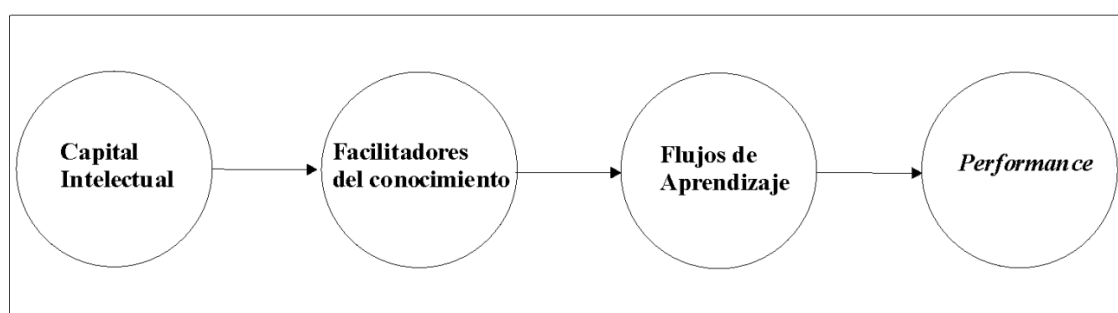 Capital
Intelectual
Facilitadores
del conocimiento
Flujos de
Aprendizaje
Performance